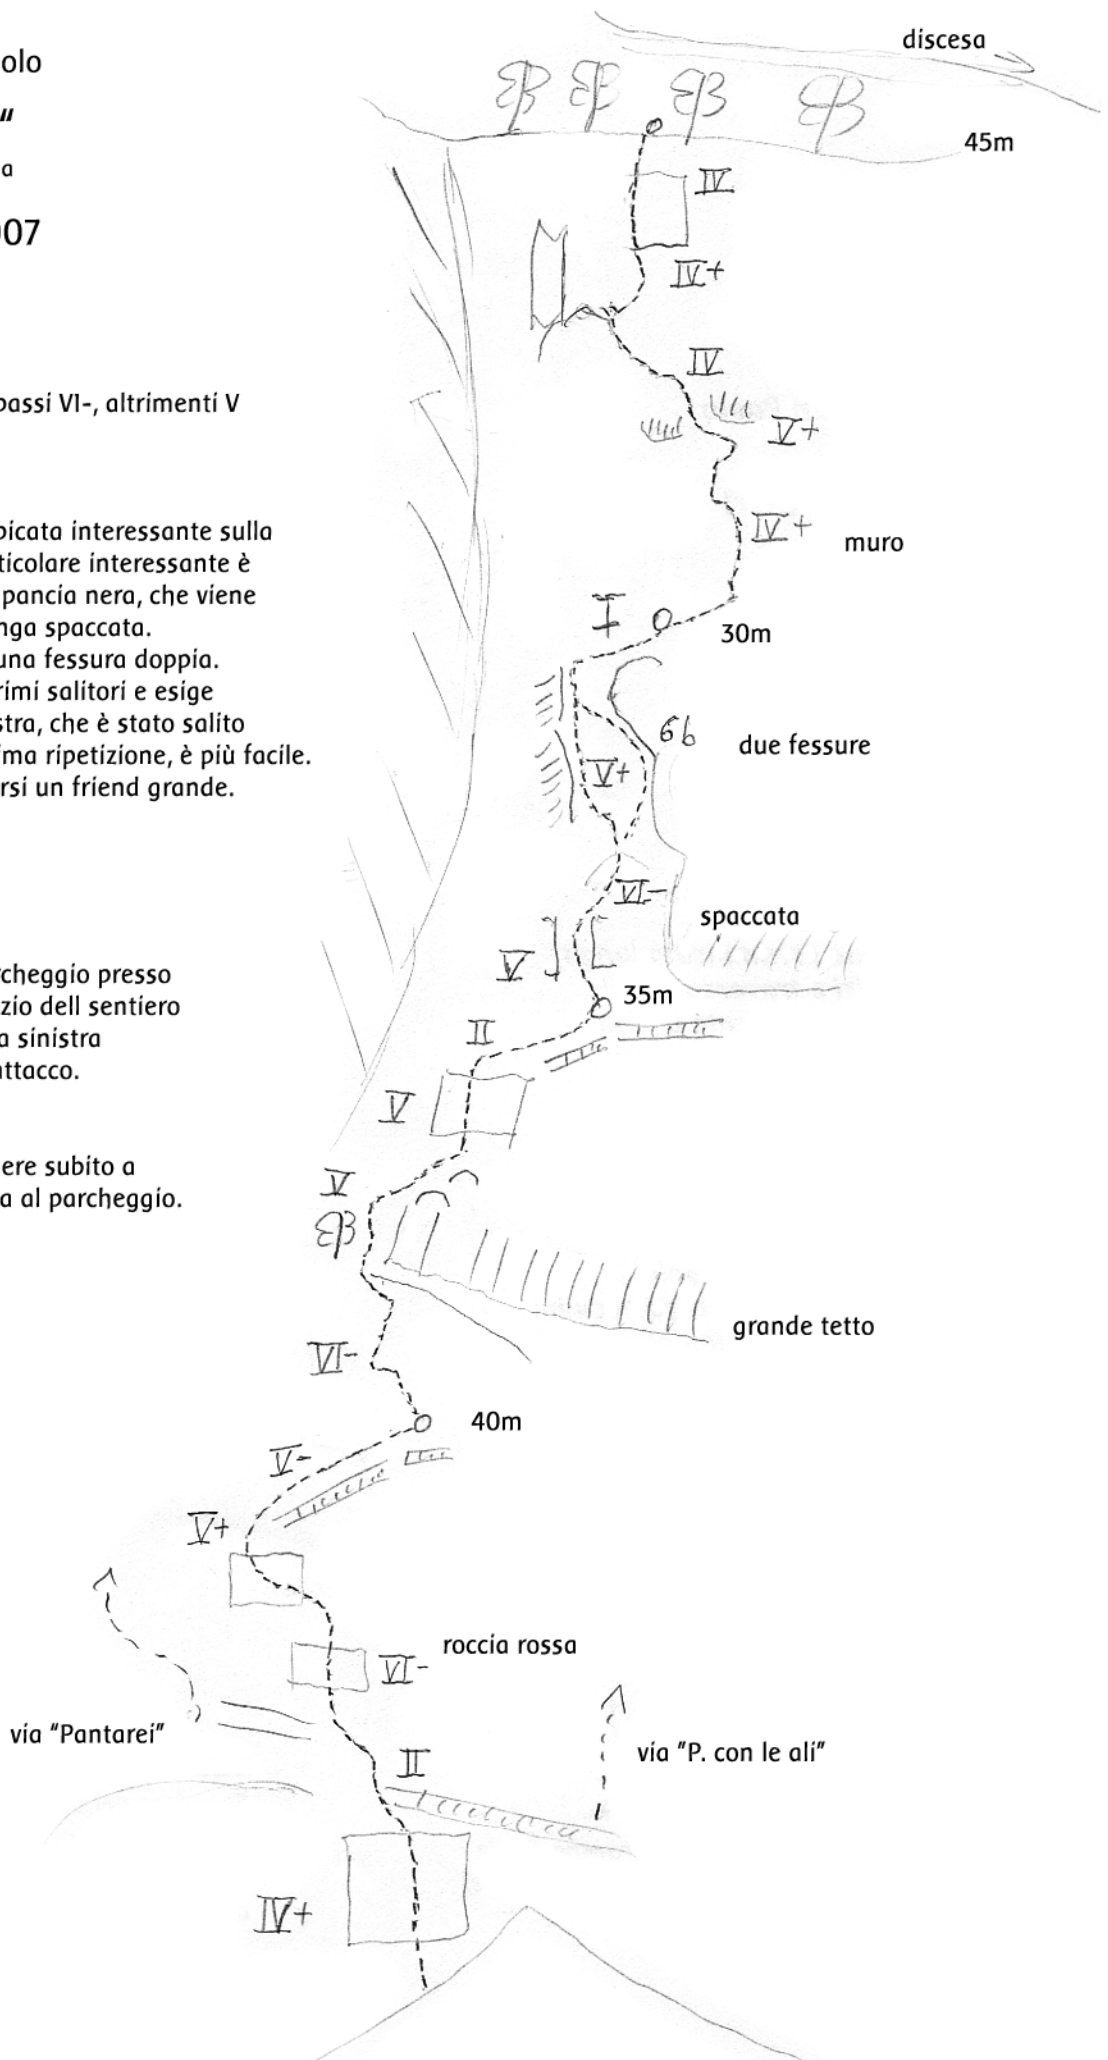 olo
"
a
007
passi VI-, altrimenti V
picata interessante sulla
ticolare interessante è
pancia nera, che viene
nga spaccata.
una fessura doppia.
rimi salitori e esige
stra, che è stato salito
ima ripetizione, è più facile.
rsi un friend grande.
rcheggio presso
zio dell sentiero
a sinistra
attacco.
ere subito a
a al parcheggio.
discesa
45m
IV
IV+
IV
V+
IV+
muro
I
30m
6b
due fessure
V+
VI-
spaccata
V
35m
II
V
V
grande tetto
VI-
40m
V-
V+
roccia rossa
VI-
via "Pantarei"
II
via "P. con le ali"
IV+